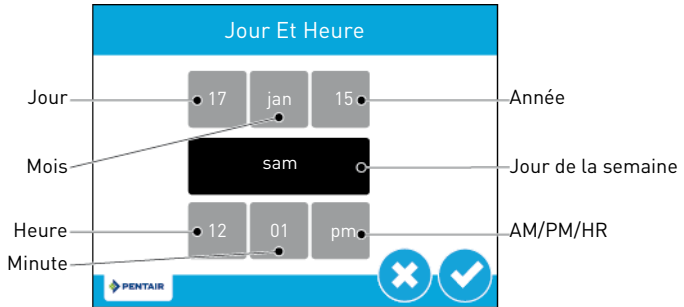 Jour Et Heure
Jour 17 jan 15 Année
Mois sam Jour de la semaine
Heure 12 01 pm AM/PM/HR
Minute
PENTAIR